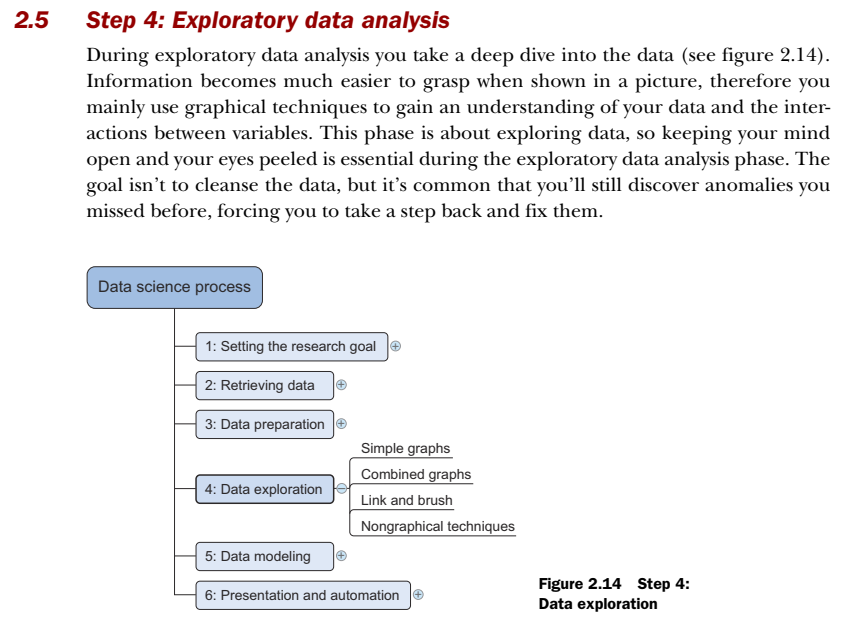 2.5 Step 4: Exploratory data analysis
During exploratory data analysis you take a deep dive into the data (see figure 2.14).
Information becomes much easier to grasp when shown in a picture, therefore you
mainly use graphical techniques to gain an understanding of your data and the inter-
actions between variables. This phase is about exploring data, so keeping your mind
open and your eyes peeled is essential during the exploratory data analysis phase. The
goal isn’t to cleanse the data, but it’s common that you’ll still discover anomalies you
missed before, forcing you to take a step back and fix them.
Data science process
1: Setting the research goal
2: Retrieving data
3: Data preparation
4: Data exploration
Simple graphs
Combined graphs
Link and brush
Nongraphical techniques
5: Data modeling
6: Presentation and automation
Figure 2.14 Step 4:
Data exploration